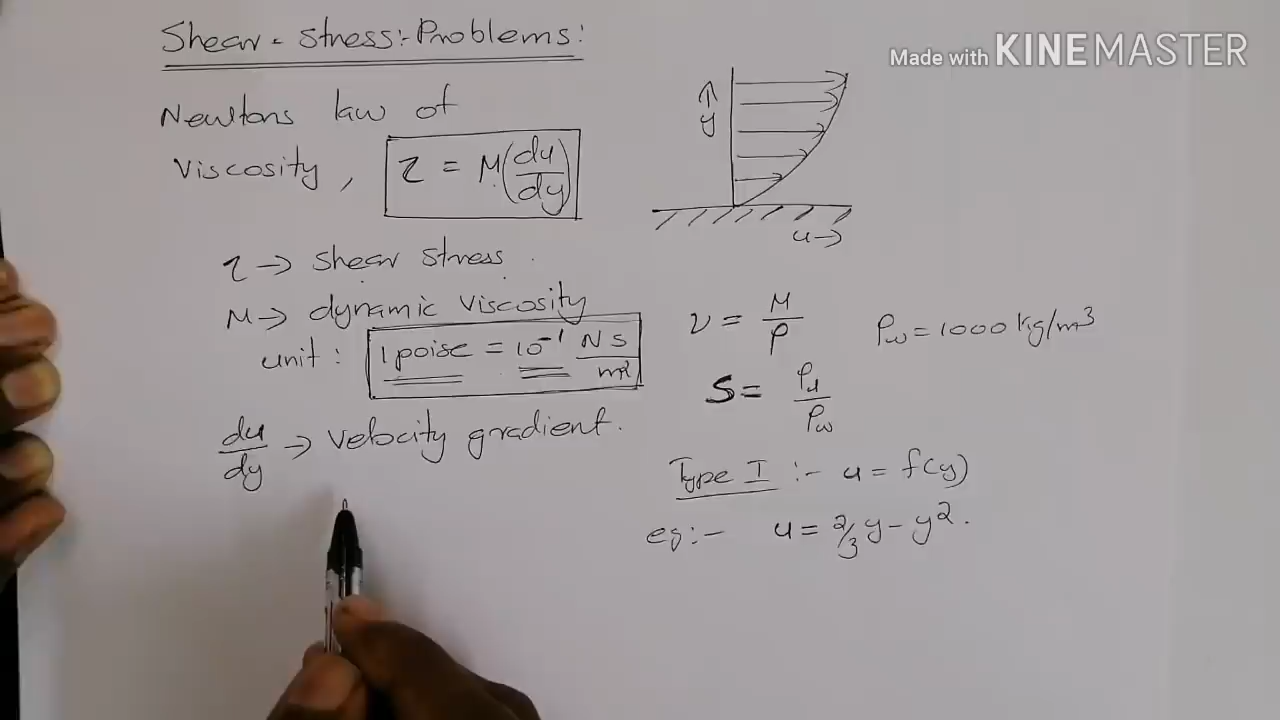 Shear - Stress:- Problems:
Made with KINEMASTER
Newtons law of
Viscosity, τ = μ(du/dy)
↑ y
u →
τ → Shear Stress.
μ → dynamic Viscosity
unit: 1 poise = 10⁻¹ N s/m²
du/dy → Velocity gradient.
ν = μ/ρ
ρw = 1000 kg/m³
S = ρu/ρw
Type I :- u = f(y)
eg:- u = 2/3 y - y².